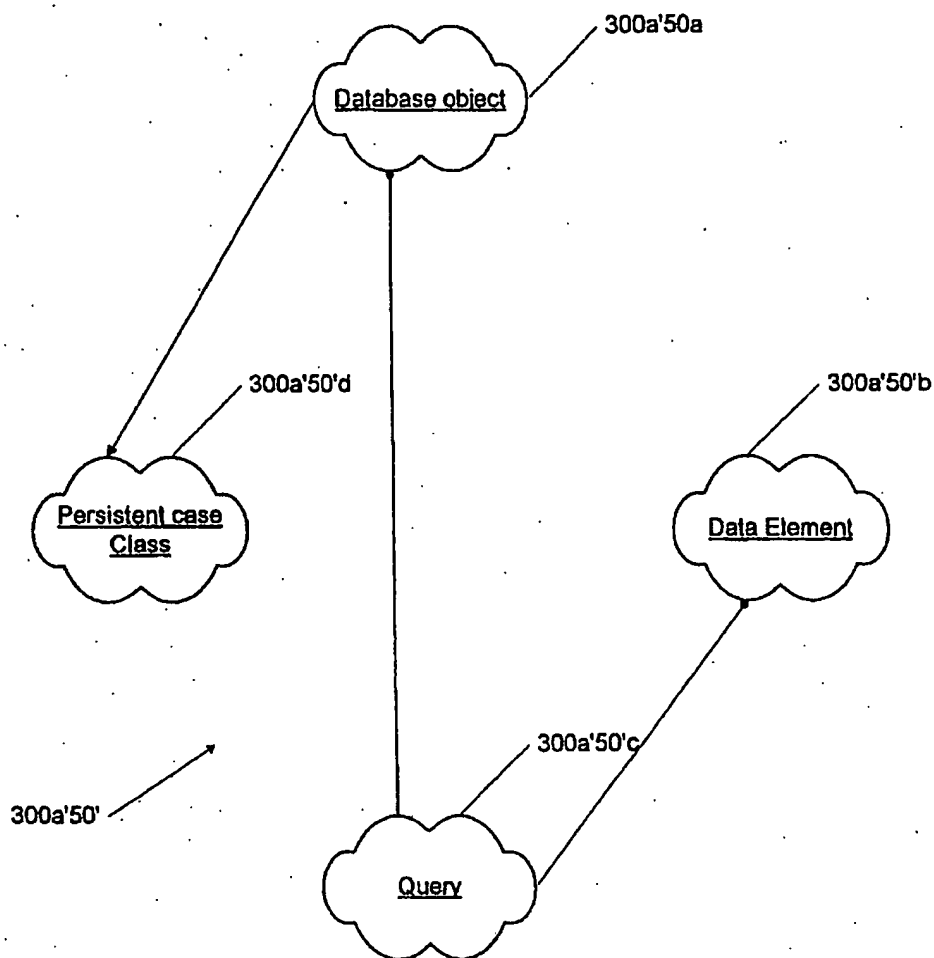 300a'50a
Database object
300a'50'd
300a'50'b
Persistent case
Class
Data Element
300a'50'c
300a'50'
Query